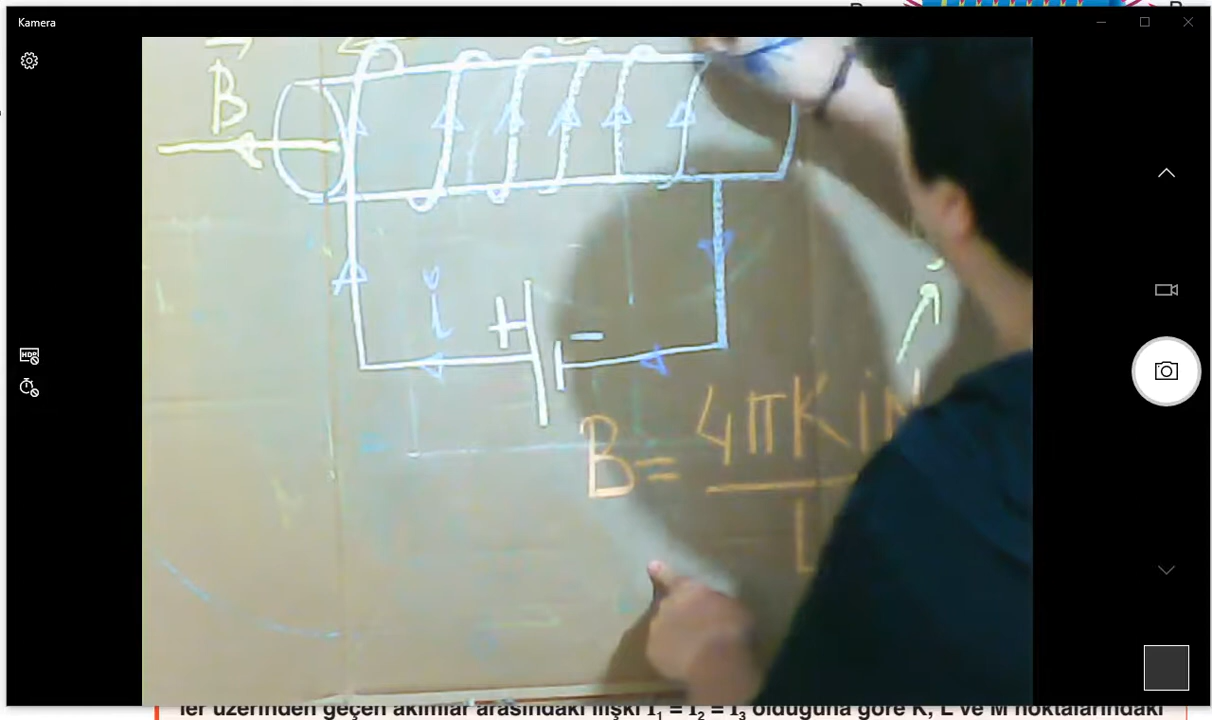 Kamera
B
i
+
−
B = 4πKiN
L
ler üzerinden geçen akımlar arasındaki ilişki I₁ = I₂ = I₃ olduğuna göre K, L ve M noktalarındaki